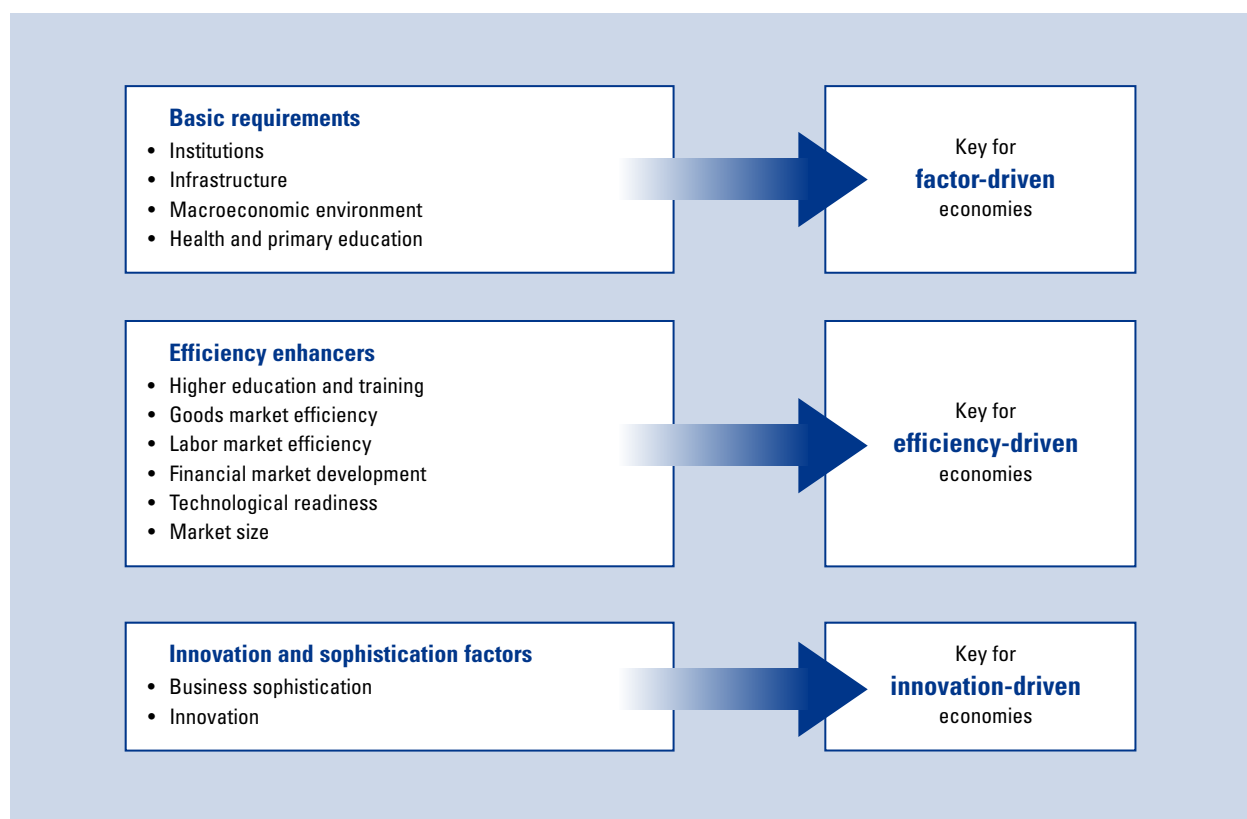 Basic requirements
• Institutions
• Infrastructure
• Macroeconomic environment
• Health and primary education
Key for
factor-driven
economies
Efficiency enhancers
• Higher education and training
• Goods market efficiency
• Labor market efficiency
• Financial market development
• Technological readiness
• Market size
Key for
efficiency-driven
economies
Innovation and sophistication factors
• Business sophistication
• Innovation
Key for
innovation-driven
economies